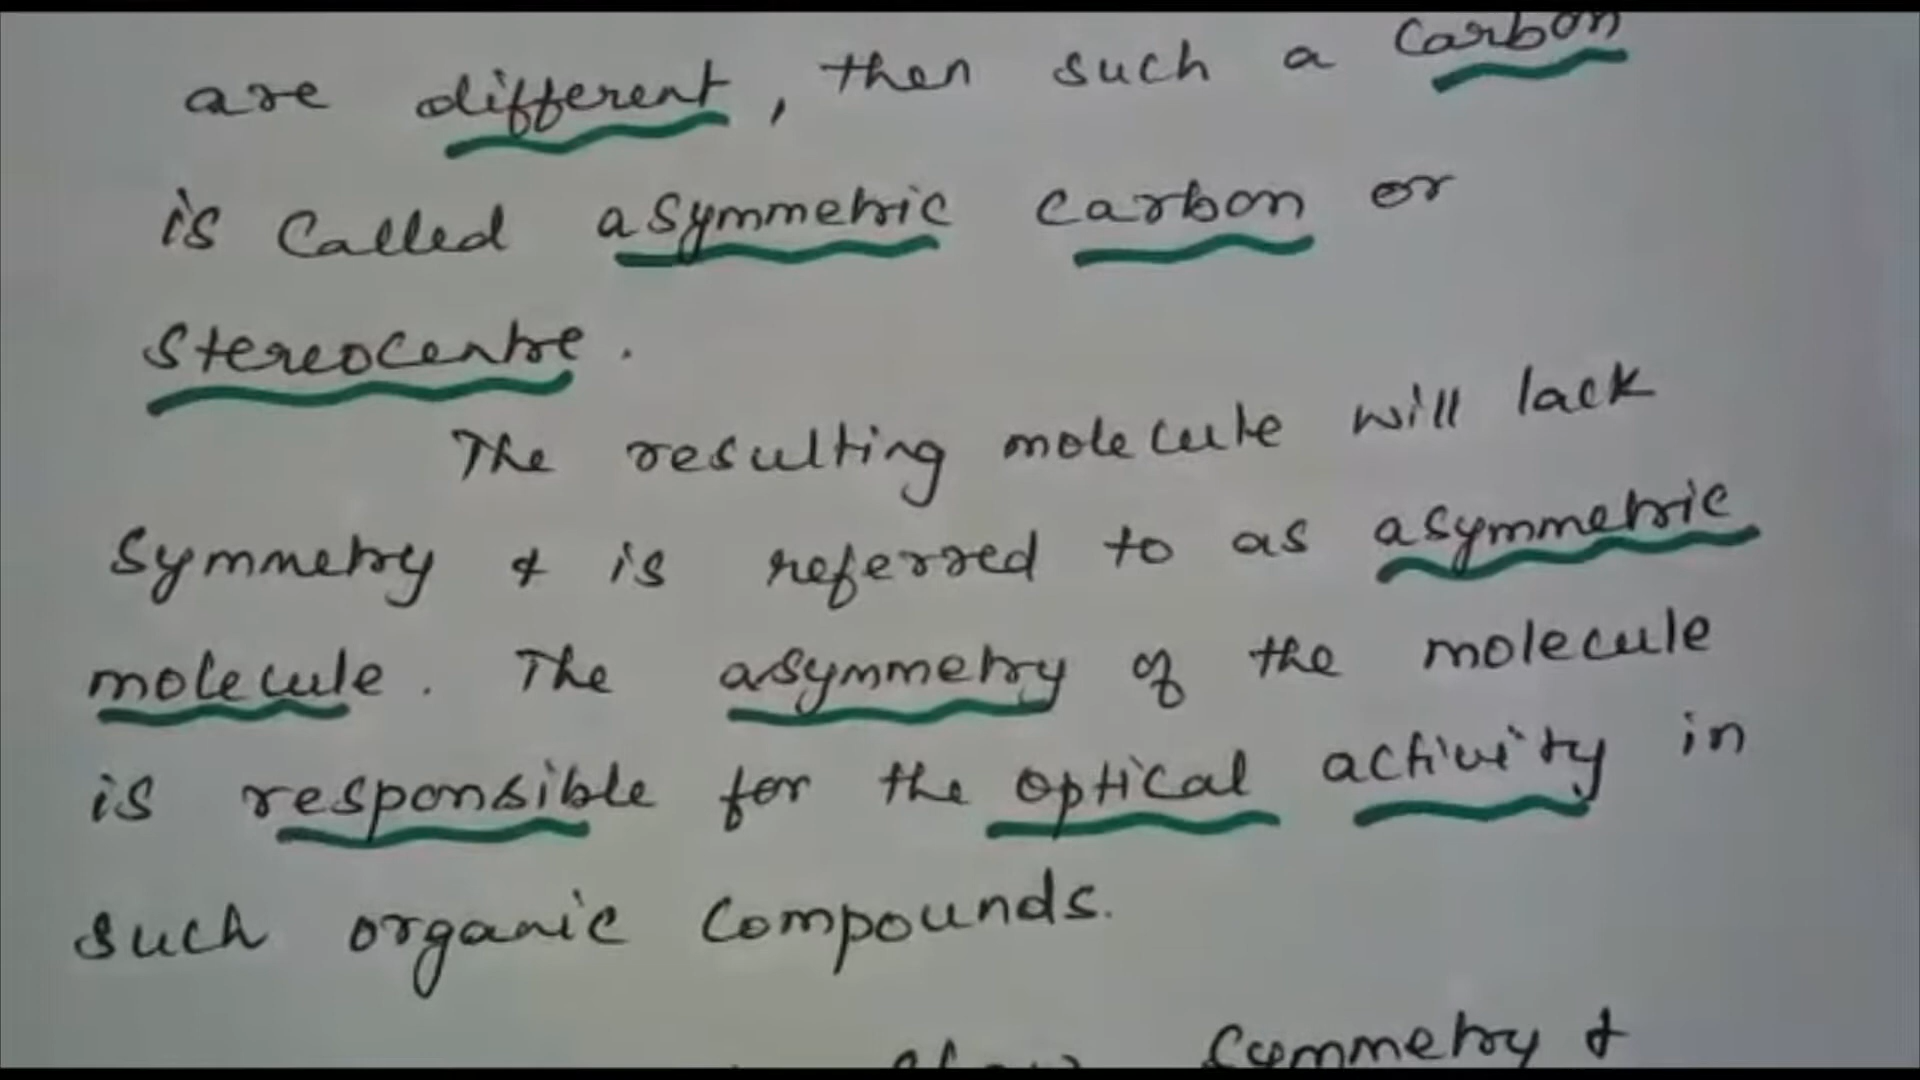 are different, then such a carbon
is called asymmetric carbon or
stereocentre.
The resulting molecule will lack
symmetry & is referred to as asymmetric
molecule. The asymmetry of the molecule
is responsible for the optical activity in
such organic compounds.
symmetry &